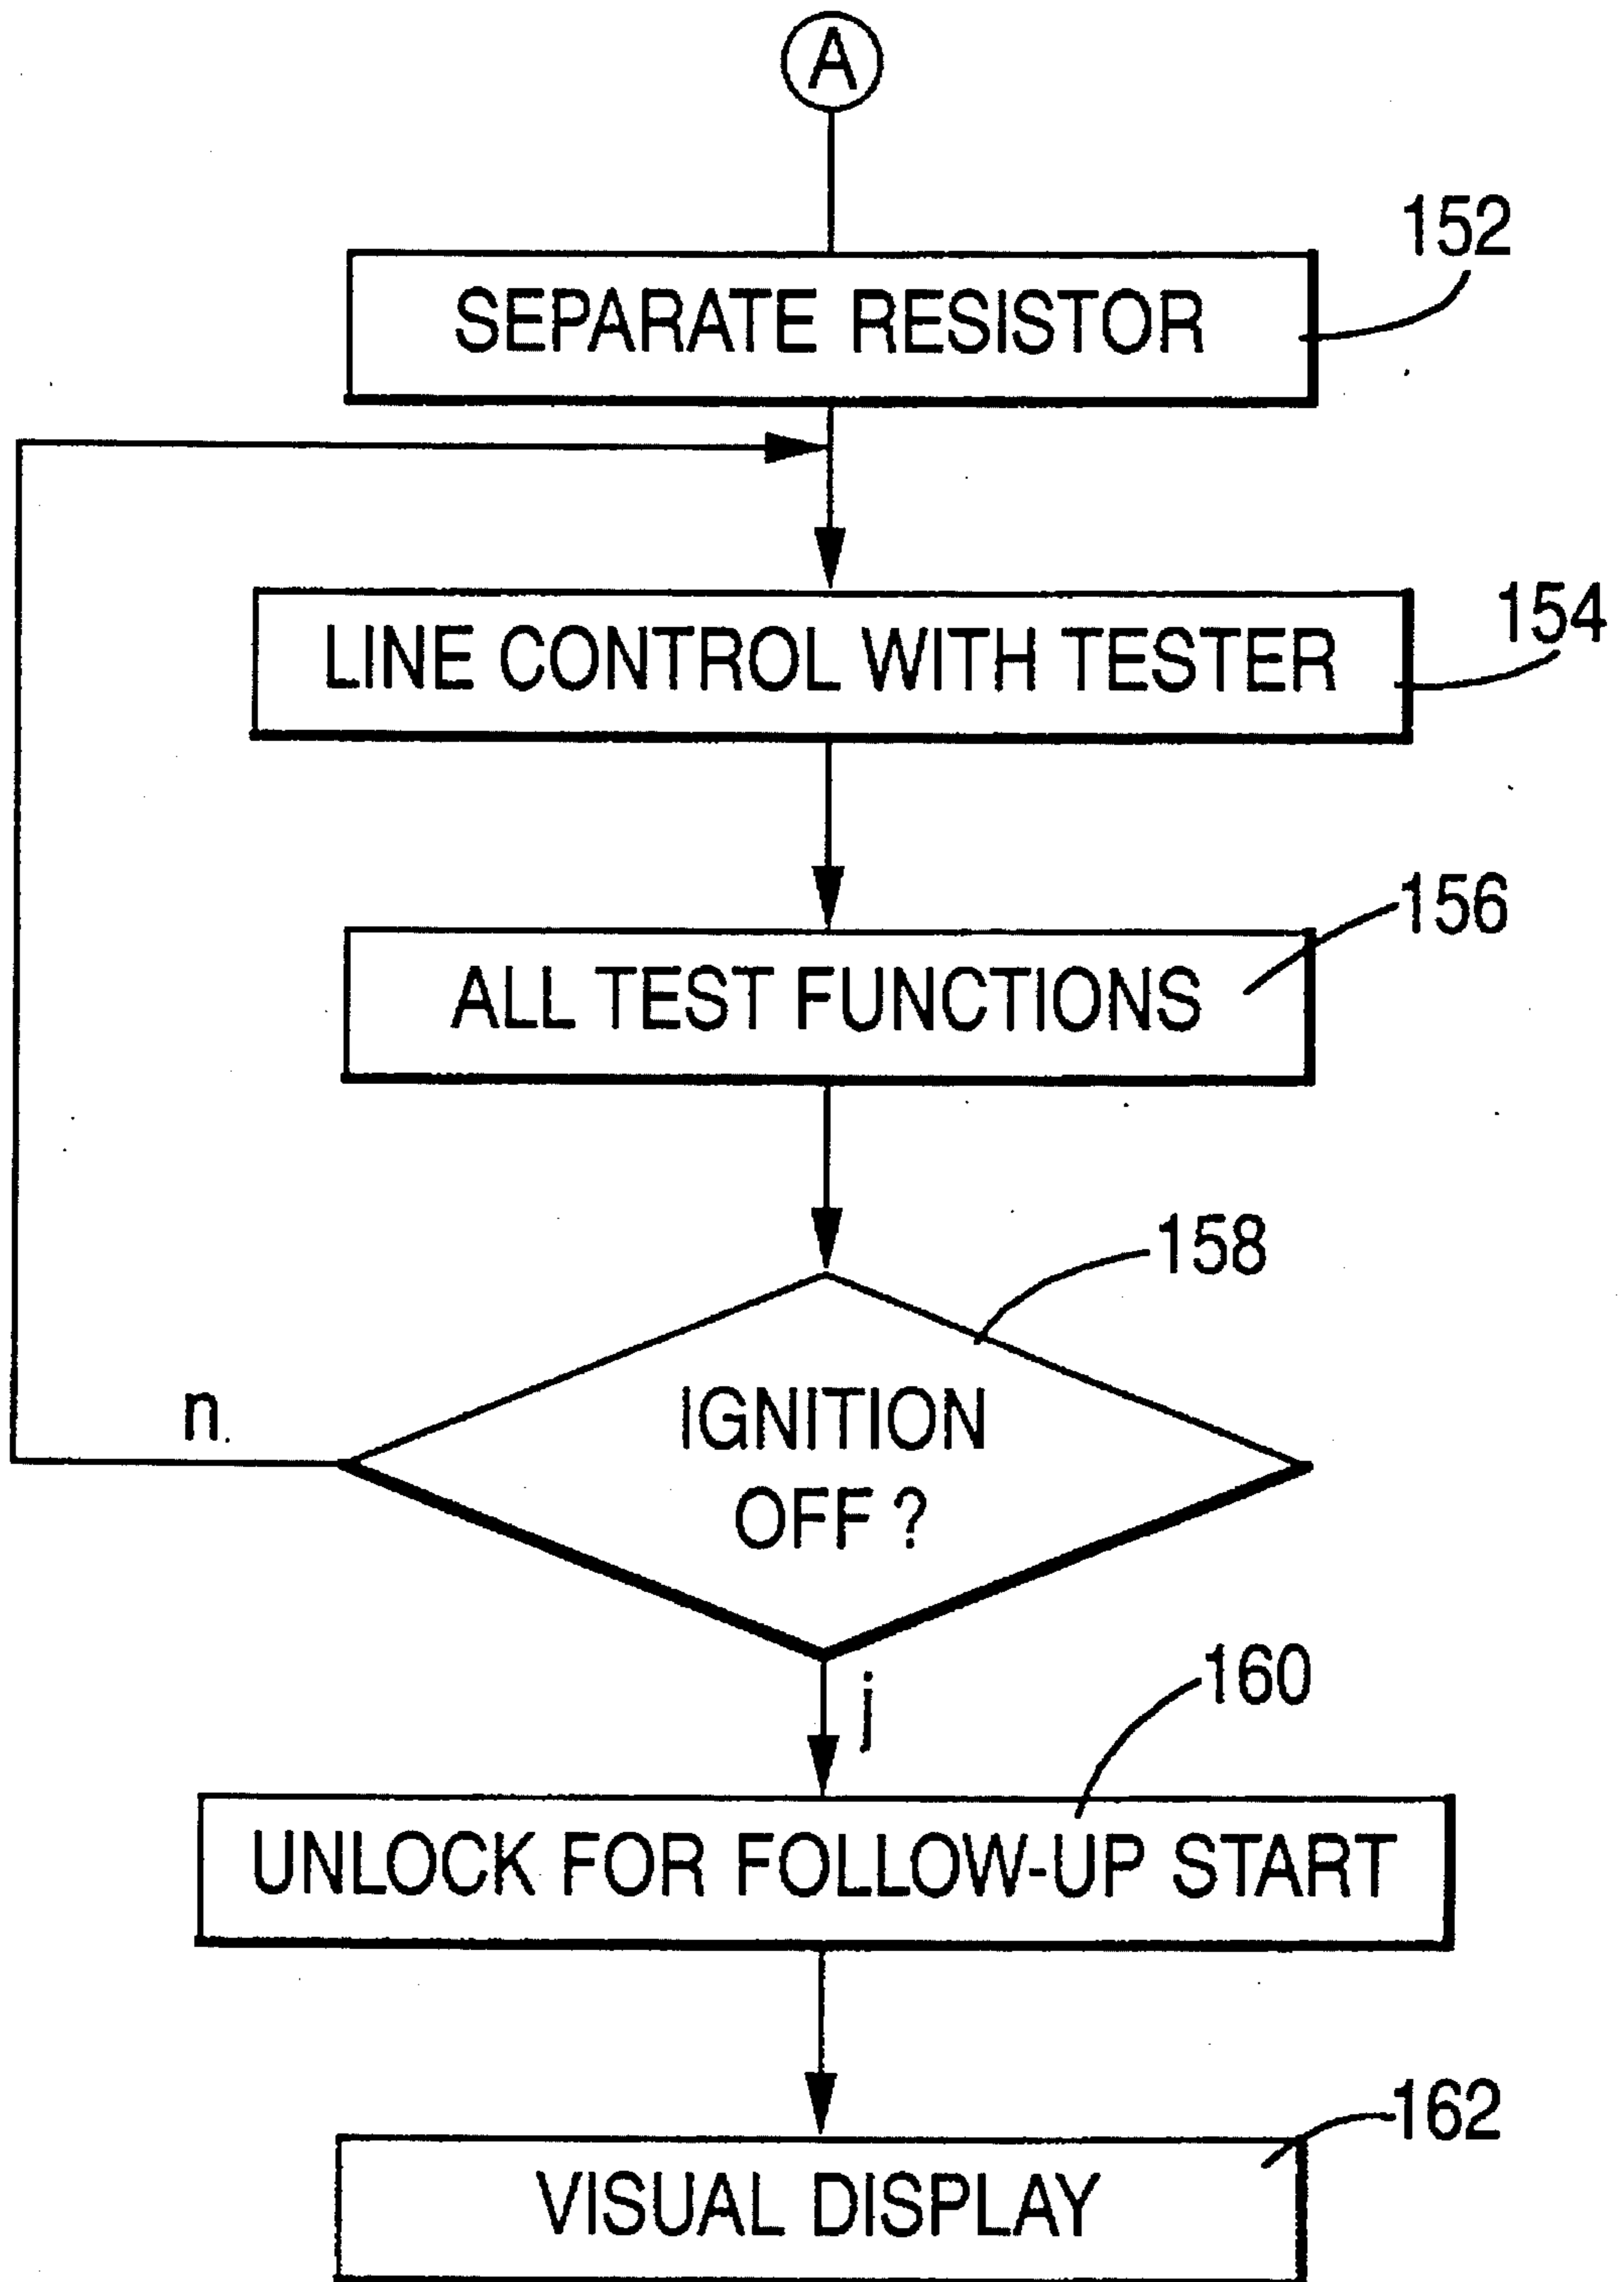 A
152
SEPARATE RESISTOR
154
LINE CONTROL WITH TESTER
156
ALL TEST FUNCTIONS
158
n.
IGNITION
OFF ?
j
160
UNLOCK FOR FOLLOW-UP START
162
VISUAL DISPLAY